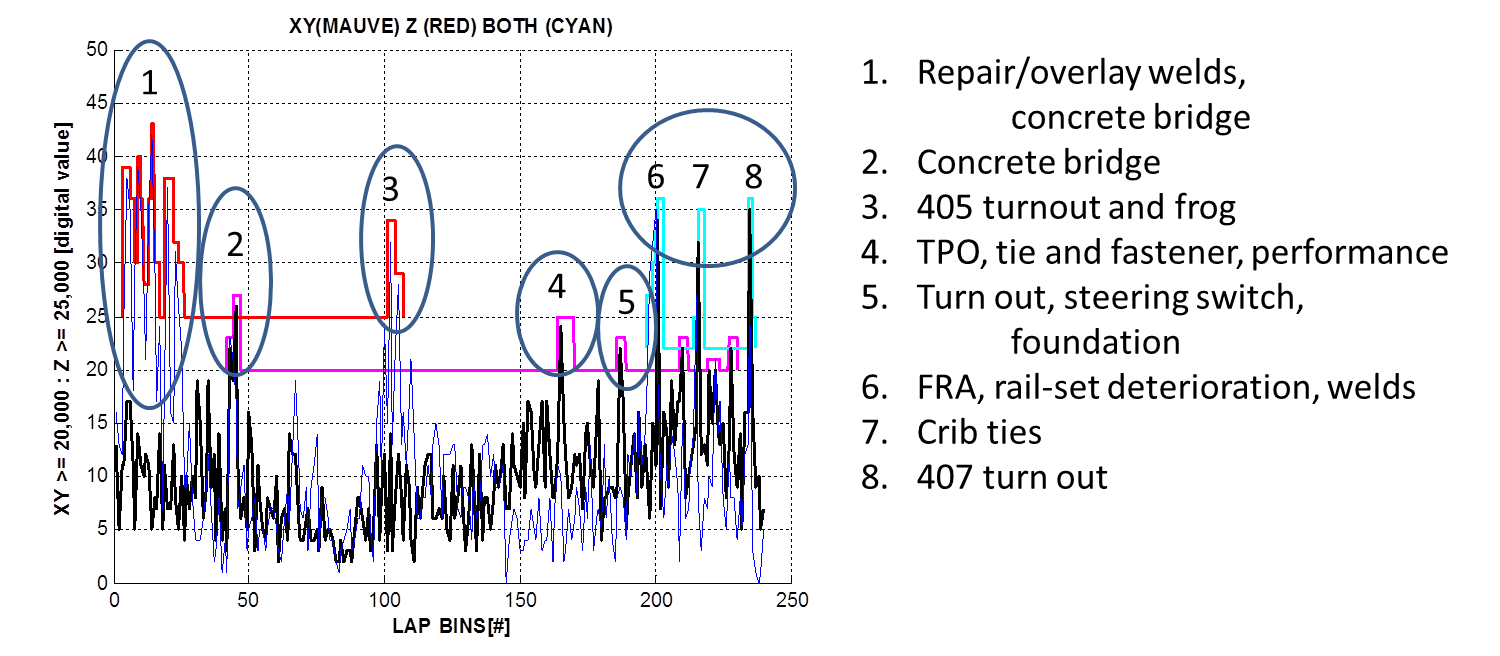 XY(MAUVE) Z (RED) BOTH (CYAN)
XY >= 20,000 : Z >= 25,000 [digital value]
50
45
40
35
30
25
20
15
10
5
0
0 50 100 150 200 250
LAP BINS[#]
1
2
3
4
5
6 7 8
1. Repair/overlay welds,
concrete bridge
2. Concrete bridge
3. 405 turnout and frog
4. TPO, tie and fastener, performance
5. Turn out, steering switch,
foundation
6. FRA, rail-set deterioration, welds
7. Crib ties
8. 407 turn out